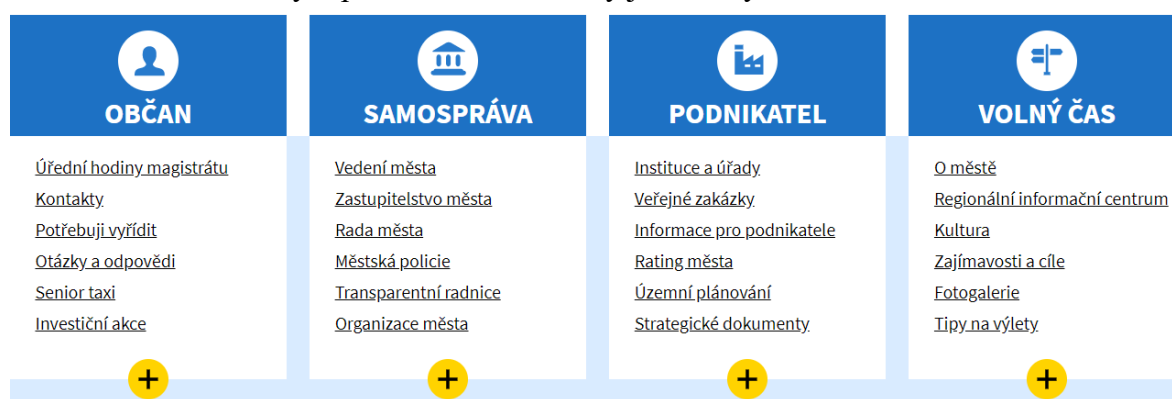 OBČAN
Úřední hodiny magistrátu
Kontakty
Potřebuji vyřídit
Otázky a odpovědi
Senior taxi
Investiční akce
SAMOSPRÁVA
Vedení města
Zastupitelstvo města
Rada města
Městská policie
Transparentní radnice
Organizace města
PODNIKATEL
Instituce a úřady
Veřejné zakázky
Informace pro podnikatele
Rating města
Územní plánování
Strategické dokumenty
VOLNÝ ČAS
O městě
Regionální informační centrum
Kultura
Zajímavosti a cíle
Fotogalerie
Tipy na výlety